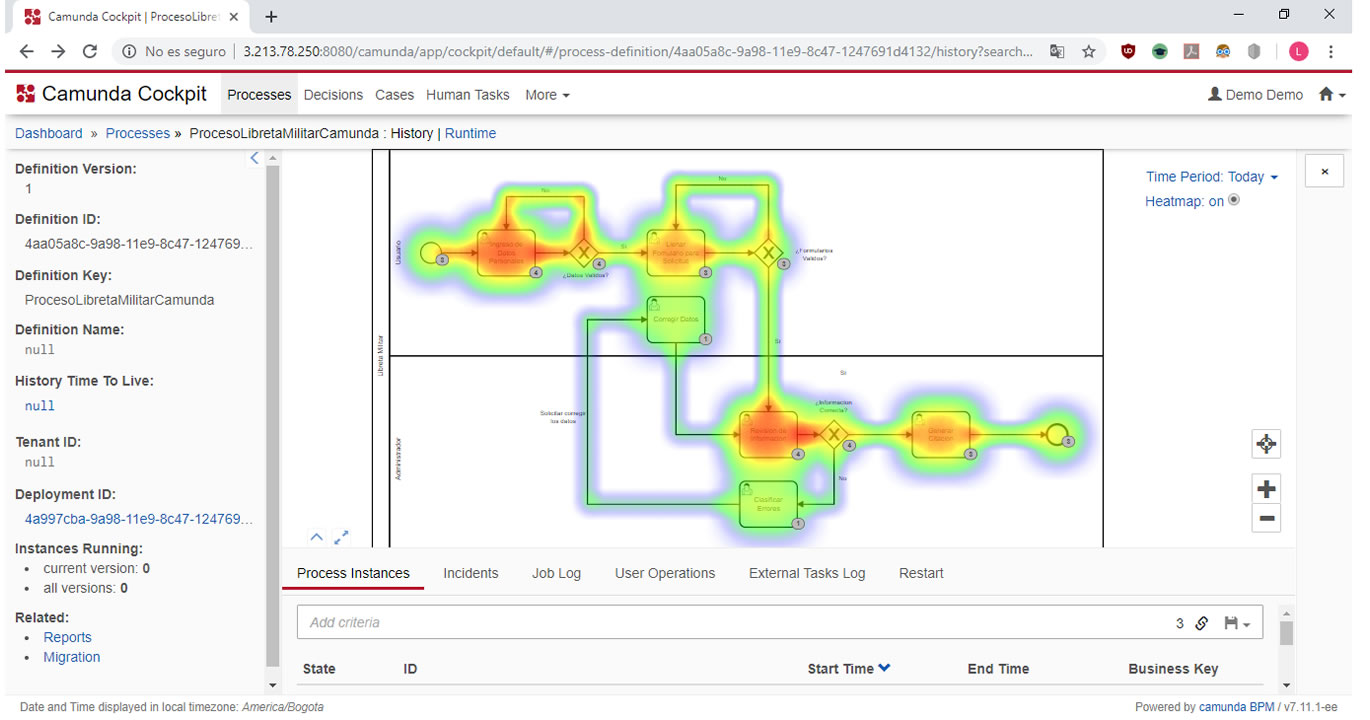 Camunda Cockpit | ProcesoLibret
No es seguro | 3.213.78.250:8080/camunda/app/cockpit/default/#/process-definition/4aa05a8c-9a98-11e9-8c47-1247691d4132/history?search...
L
Camunda Cockpit Processes Decisions Cases Human Tasks More Demo Demo
Dashboard » Processes » ProcesoLibretaMilitarCamunda : History | Runtime
Definition Version:
1
Definition ID:
4aa05a8c-9a98-11e9-8c47-124769...
Definition Key:
ProcesoLibretaMilitarCamunda
Definition Name:
null
History Time To Live:
null
Tenant ID:
null
Deployment ID:
4a997cba-9a98-11e9-8c47-124769...
Instances Running:
current version: 0
all versions: 0
Related:
Reports
Migration
Time Period: Today
Heatmap: on
Libreta Militar
Usuario
Administrador
No
No
3
Ingreso de
Datos
Personales
4
¿Datos Validos?
4
Si
Llenar
Formulario para
Solicitud
3
¿Formularios
Validos?
3
Corregir Datos
1
Si
Si
Solicitar corregir
los datos
Revisión de
Información
4
¿Informacion
Correcta?
4
Generar
Citación
3
3
No
Clasificar
Errores
1
Process Instances Incidents Job Log User Operations External Tasks Log Restart
Add criteria 3
State ID Start Time End Time Business Key
Date and Time displayed in local timezone: America/Bogota
Powered by camunda BPM / v7.11.1-ee